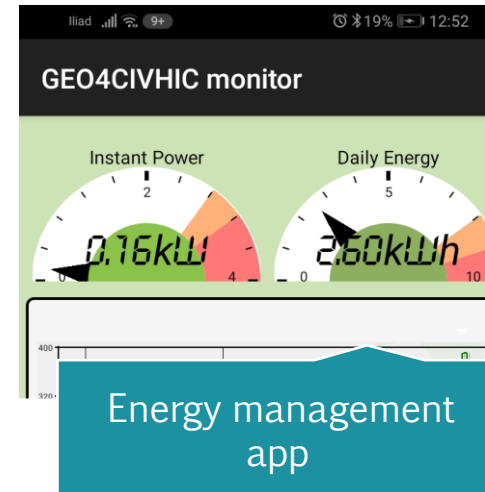 Iliad 9+ 19% 12:52
GEO4CIVHIC monitor
Instant Power Daily Energy
2 5
0.16kW 2.60kWh
0 4 0 10
400
320
Energy management
app